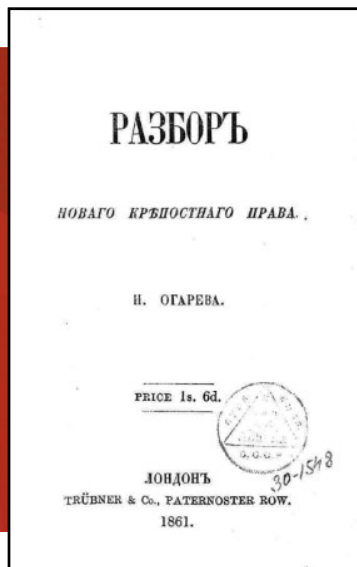 РАЗБОРЪ
НОВАГО КРѢПОСТНАГО ПРАВА.
Н. ОГАРЕВА.
PRICE 1s. 6d.
ЛОНДОНЪ
TRÜBNER & Co., PATERNOSTER ROW.
1861.
30-1548